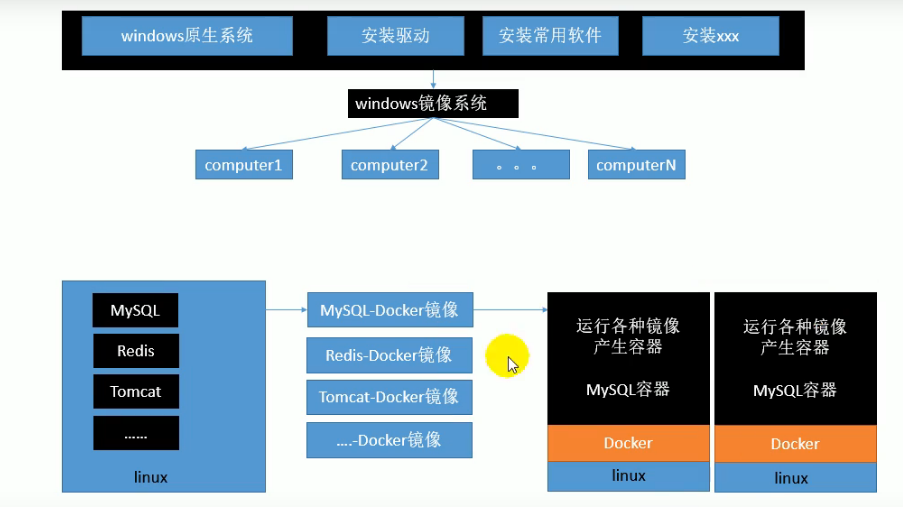 windows原生系统
安装驱动
安装常用软件
安装xxx
windows镜像系统
computer1
computer2
。。。
computerN
MySQL
Redis
Tomcat
......
linux
MySQL-Docker镜像
Redis-Docker镜像
Tomcat-Docker镜像
....-Docker镜像
运行各种镜像
产生容器
MySQL容器
Docker
linux
运行各种镜像
产生容器
MySQL容器
Docker
linux